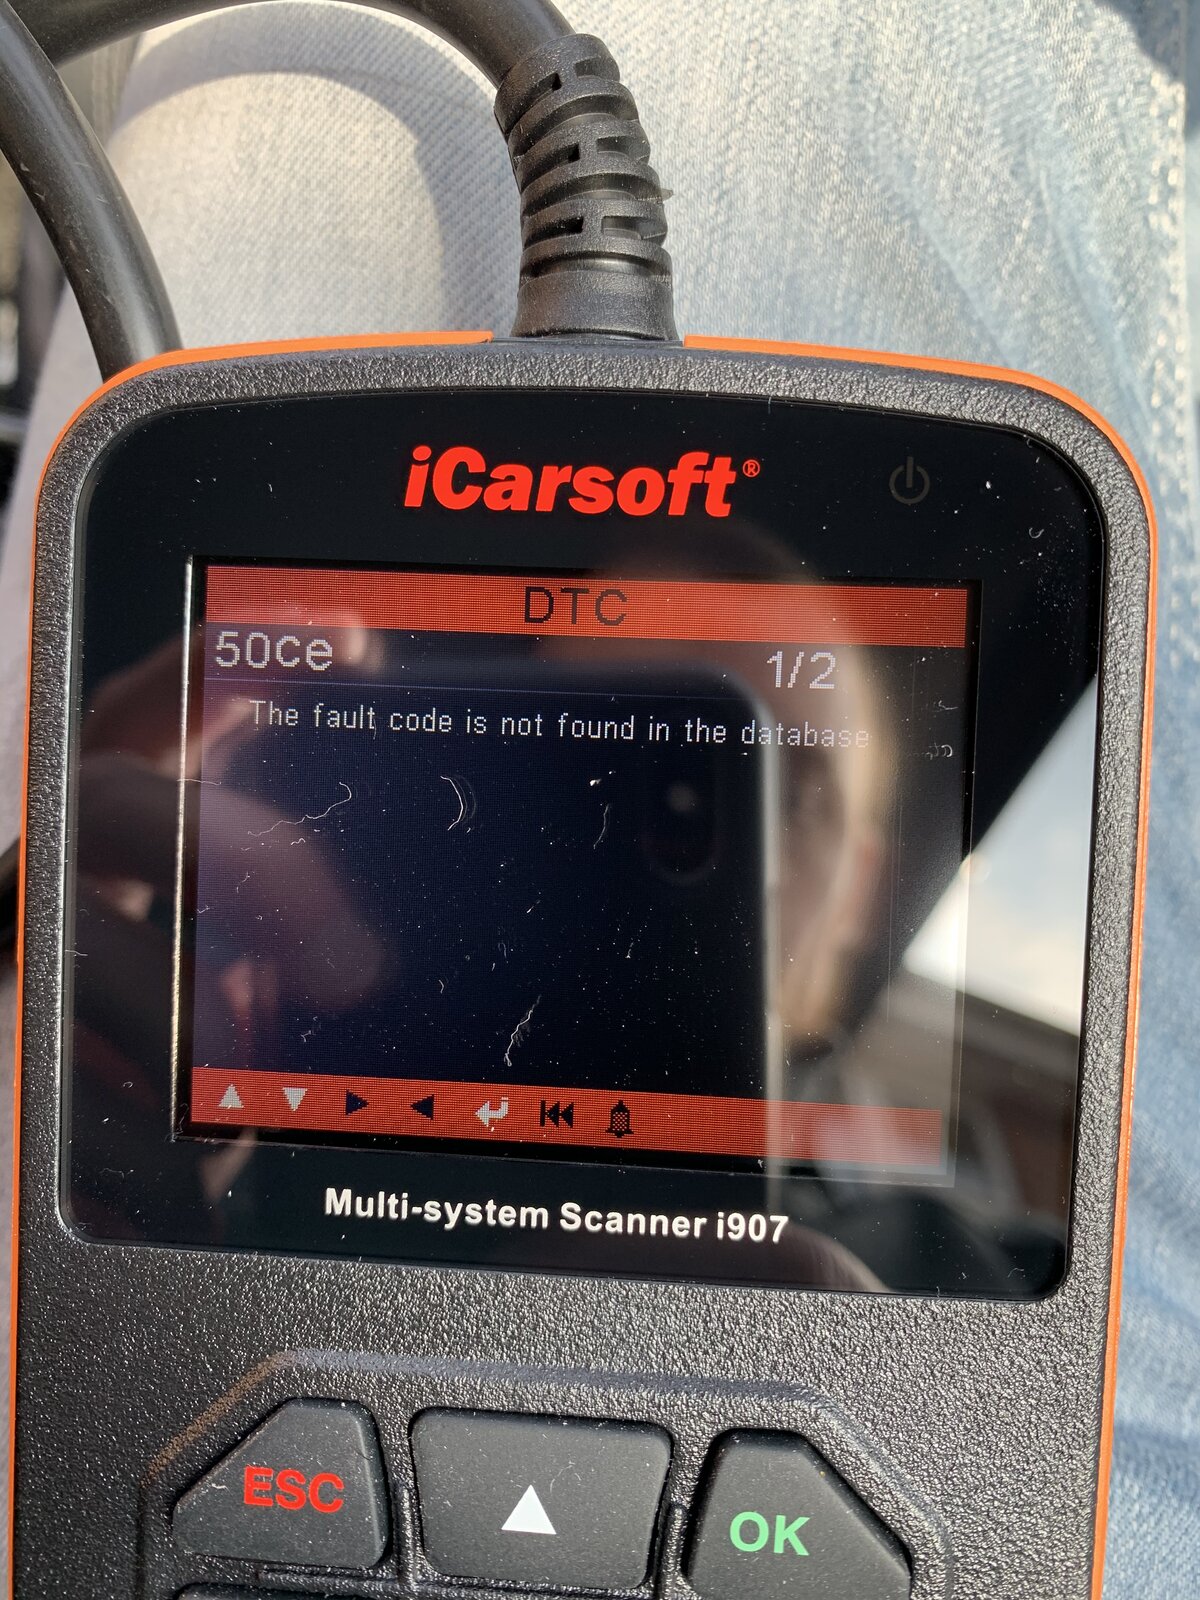 iCarsoft®
DTC
50Ce
1/2
The fault code is not found in the database
Multi-system Scanner i907
ESC
OK